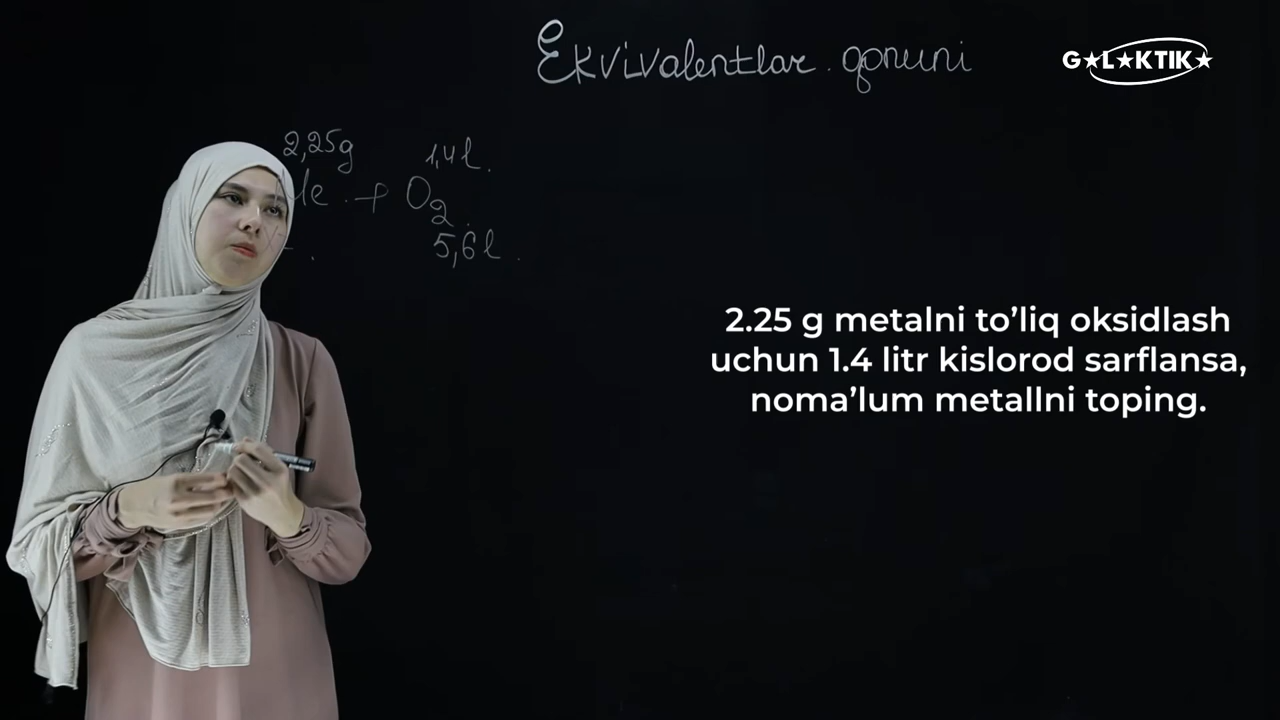 Ekvivalentlar qonuni
G★L★KTIK★
2,25g 1,4l.
Me + O2
5,6l.
2.25 g metalni to’liq oksidlash
uchun 1.4 litr kislorod sarflansa,
noma’lum metallni toping.